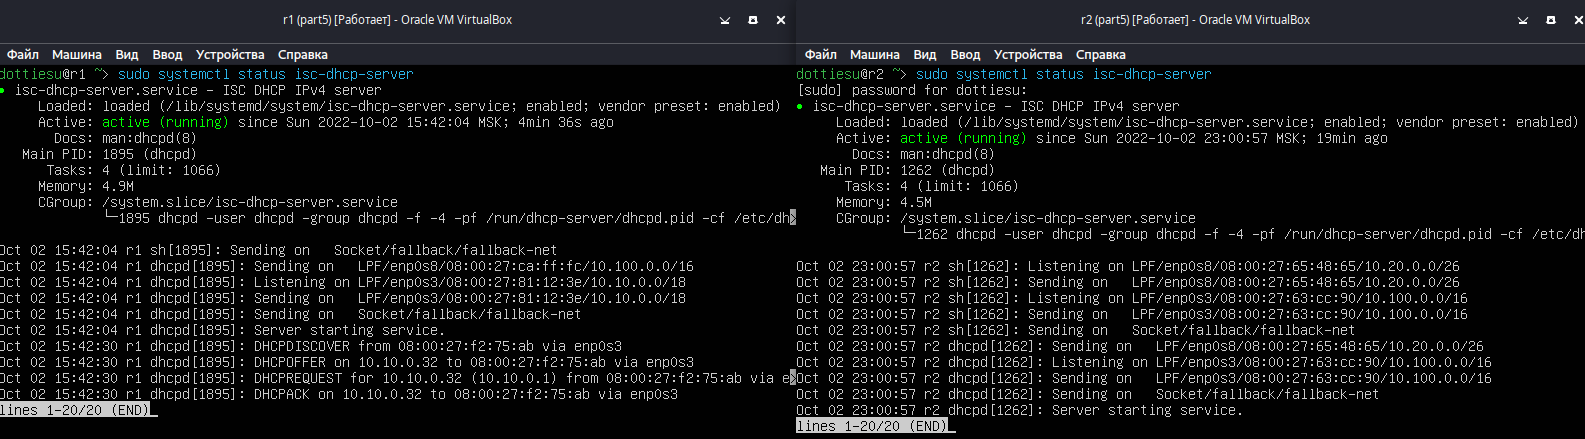 r1 (part5) [Работает] - Oracle VM VirtualBox
Файл Машина Вид Ввод Устройства Справка
dottiesu@r1 ~> sudo systemctl status isc-dhcp-server
● isc-dhcp-server.service - ISC DHCP IPv4 server
Loaded: loaded (/lib/systemd/system/isc-dhcp-server.service; enabled; vendor preset: enabled)
Active: active (running) since Sun 2022-10-02 15:42:04 MSK; 4min 36s ago
Docs: man:dhcpd(8)
Main PID: 1895 (dhcpd)
Tasks: 4 (limit: 1066)
Memory: 4.9M
CGroup: /system.slice/isc-dhcp-server.service
└─1895 dhcpd -user dhcpd -group dhcpd -f -4 -pf /run/dhcp-server/dhcpd.pid -cf /etc/dh>
Oct 02 15:42:04 r1 sh[1895]: Sending on   Socket/fallback/fallback-net
Oct 02 15:42:04 r1 dhcpd[1895]: Sending on   LPF/enp0s8/08:00:27:ca:ff:fc/10.100.0.0/16
Oct 02 15:42:04 r1 dhcpd[1895]: Listening on LPF/enp0s3/08:00:27:81:12:3e/10.10.0.0/18
Oct 02 15:42:04 r1 dhcpd[1895]: Sending on   LPF/enp0s3/08:00:27:81:12:3e/10.10.0.0/18
Oct 02 15:42:04 r1 dhcpd[1895]: Sending on   Socket/fallback/fallback-net
Oct 02 15:42:04 r1 dhcpd[1895]: Server starting service.
Oct 02 15:42:30 r1 dhcpd[1895]: DHCPDISCOVER from 08:00:27:f2:75:ab via enp0s3
Oct 02 15:42:30 r1 dhcpd[1895]: DHCPOFFER on 10.10.0.32 to 08:00:27:f2:75:ab via enp0s3
Oct 02 15:42:30 r1 dhcpd[1895]: DHCPREQUEST for 10.10.0.32 (10.10.0.1) from 08:00:27:f2:75:ab via e>
Oct 02 15:42:30 r1 dhcpd[1895]: DHCPACK on 10.10.0.32 to 08:00:27:f2:75:ab via enp0s3
lines 1-20/20 (END)
r2 (part5) [Работает] - Oracle VM VirtualBox
Файл Машина Вид Ввод Устройства Справка
dottiesu@r2 ~> sudo systemctl status isc-dhcp-server
[sudo] password for dottiesu:
● isc-dhcp-server.service - ISC DHCP IPv4 server
Loaded: loaded (/lib/systemd/system/isc-dhcp-server.service; enabled; vendor preset: enabled)
Active: active (running) since Sun 2022-10-02 23:00:57 MSK; 19min ago
Docs: man:dhcpd(8)
Main PID: 1262 (dhcpd)
Tasks: 4 (limit: 1066)
Memory: 4.5M
CGroup: /system.slice/isc-dhcp-server.service
└─1262 dhcpd -user dhcpd -group dhcpd -f -4 -pf /run/dhcp-server/dhcpd.pid -cf /etc/dh>
Oct 02 23:00:57 r2 sh[1262]: Listening on LPF/enp0s8/08:00:27:65:48:65/10.20.0.0/26
Oct 02 23:00:57 r2 sh[1262]: Sending on   LPF/enp0s8/08:00:27:65:48:65/10.20.0.0/26
Oct 02 23:00:57 r2 sh[1262]: Listening on LPF/enp0s3/08:00:27:63:cc:90/10.100.0.0/16
Oct 02 23:00:57 r2 sh[1262]: Sending on   LPF/enp0s3/08:00:27:63:cc:90/10.100.0.0/16
Oct 02 23:00:57 r2 sh[1262]: Sending on   Socket/fallback/fallback-net
Oct 02 23:00:57 r2 dhcpd[1262]: Sending on   LPF/enp0s8/08:00:27:65:48:65/10.20.0.0/26
Oct 02 23:00:57 r2 dhcpd[1262]: Listening on LPF/enp0s3/08:00:27:63:cc:90/10.100.0.0/16
Oct 02 23:00:57 r2 dhcpd[1262]: Sending on   LPF/enp0s3/08:00:27:63:cc:90/10.100.0.0/16
Oct 02 23:00:57 r2 dhcpd[1262]: Sending on   Socket/fallback/fallback-net
Oct 02 23:00:57 r2 dhcpd[1262]: Server starting service.
lines 1-20/20 (END)